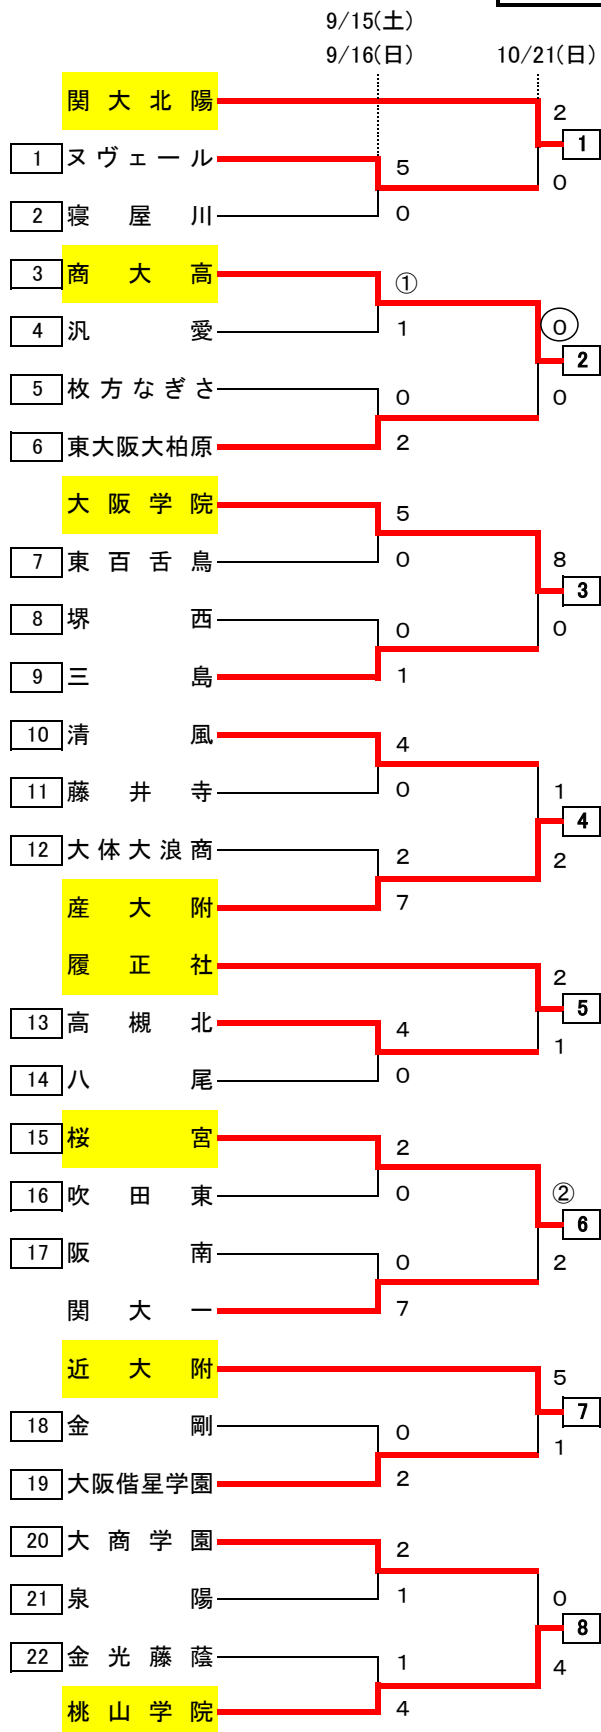 9/15(土)
9/16(日) 10/21(日)
関大北陽 2
1
1 ヌヴェール 5
0
2 寝屋川 0
3 商大高 ①
4 汎愛 1 0
2
5 枚方なぎさ 0 0
6 東大阪大柏原 2
大阪学院 5
7 東百舌鳥 0 8
3
8 堺西 0 0
9 三島 1
10 清風 4
11 藤井寺 0 1
4
12 大体大浪商 2 2
産大附 7
履正社 2
5
13 高槻北 4 1
14 八尾 0
15 桜宮 2
16 吹田東 0 ②
6
17 阪南 0 2
関大一 7
近大附 5
7
18 金剛 0 1
19 大阪偕星学園 2
20 大商学園 2
21 泉陽 1 0
8
22 金光藤蔭 1 4
桃山学院 4